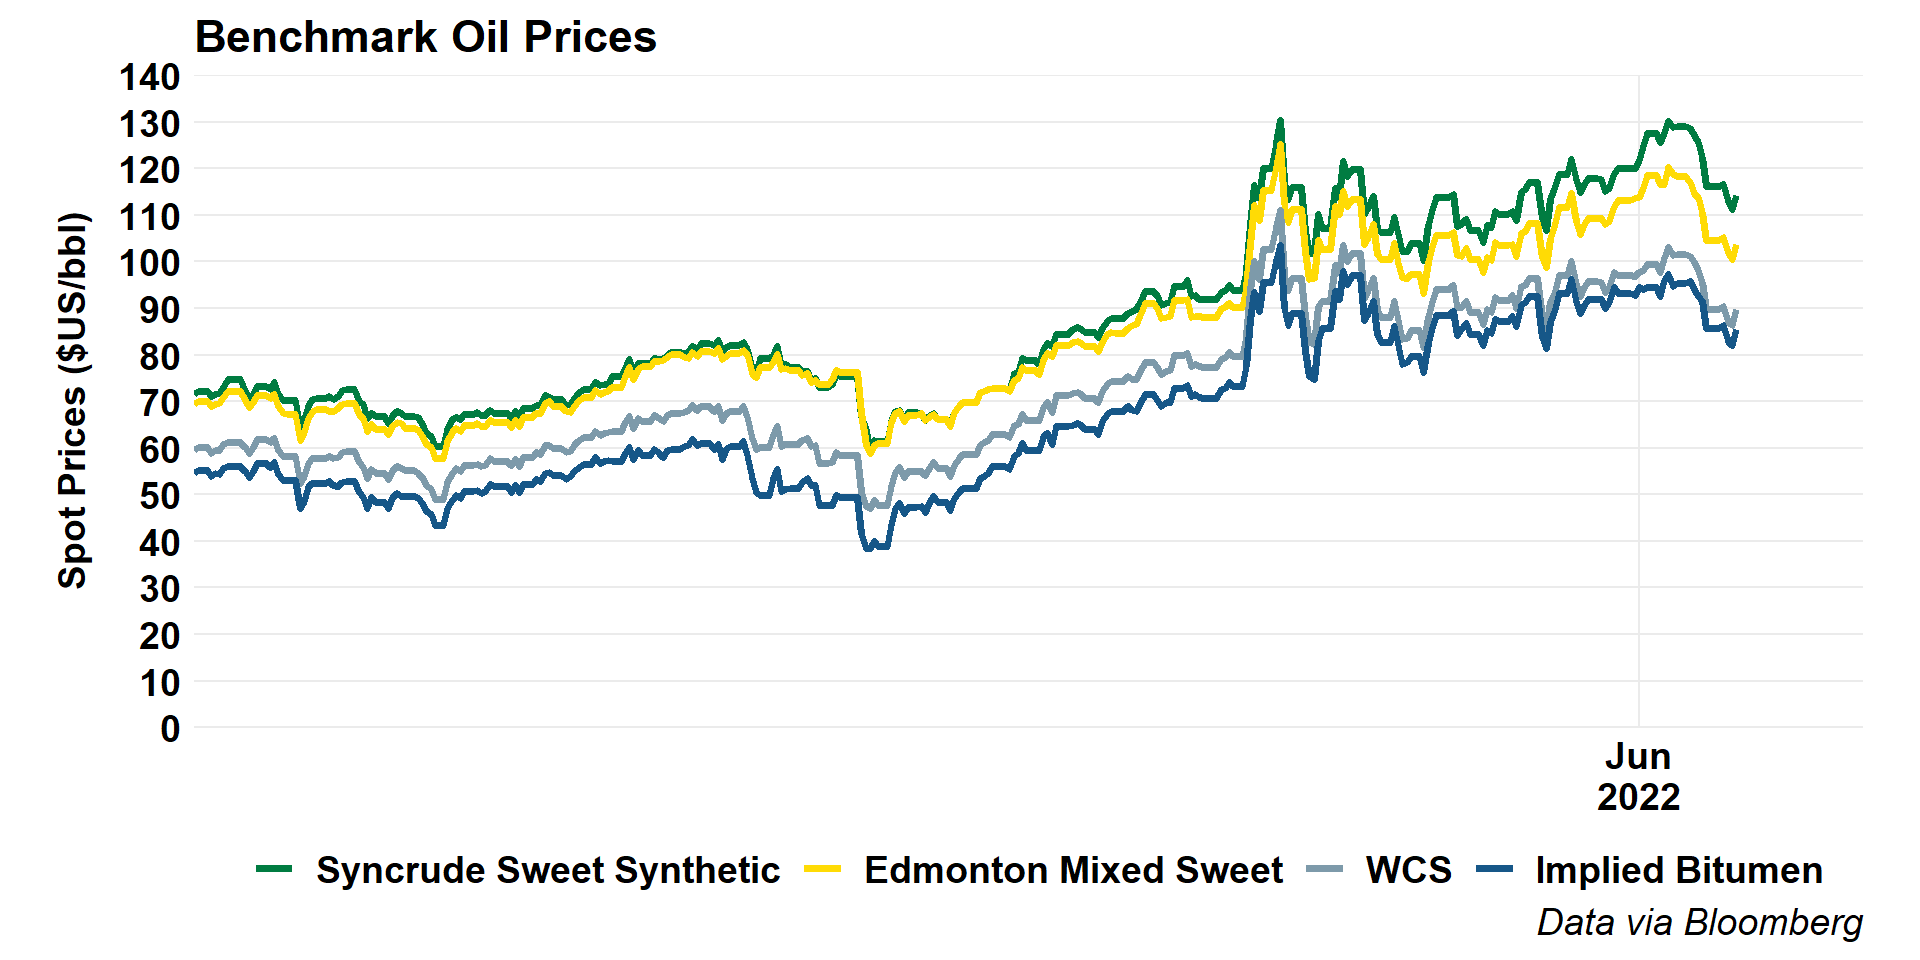 Benchmark Oil Prices
140
130
120
110
100
90
80
70
60
50
40
30
20
10
0
Spot Prices ($US/bbl)
Jun
2022
Syncrude Sweet Synthetic
Edmonton Mixed Sweet
WCS
Implied Bitumen
Data via Bloomberg